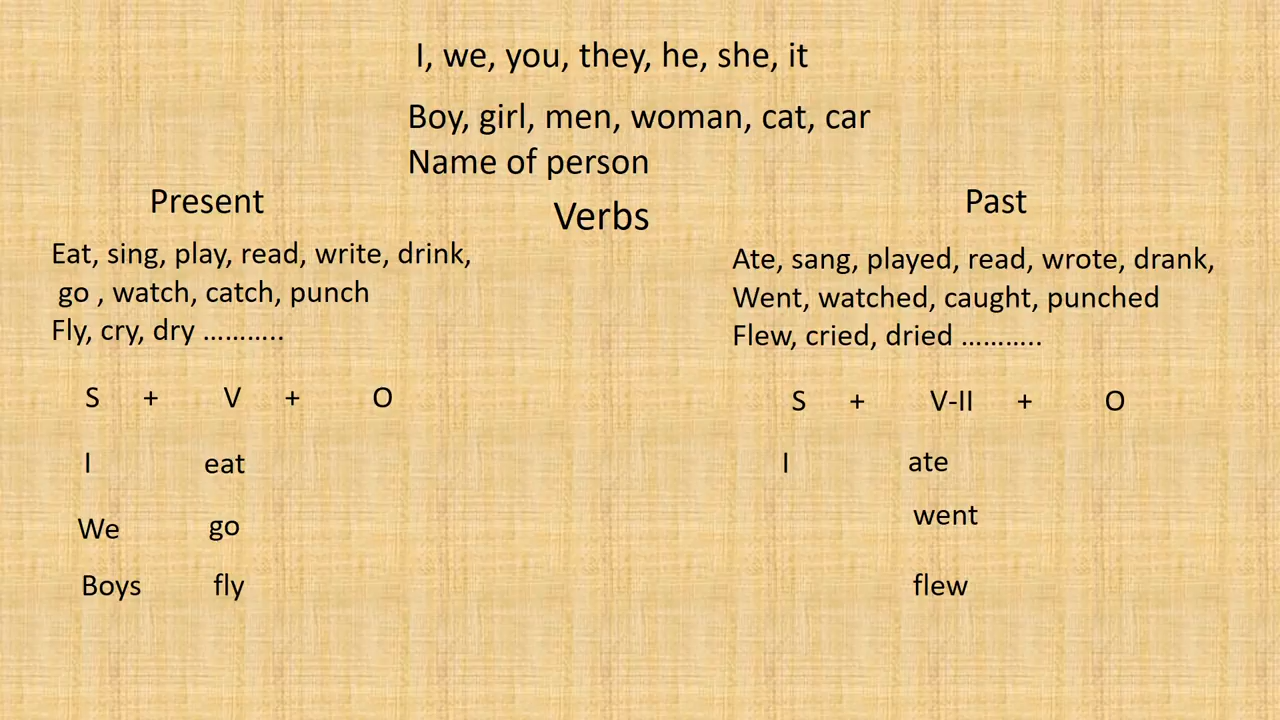 I, we, you, they, he, she, it
Boy, girl, men, woman, cat, car
Name of person
Present
Verbs
Past
Eat, sing, play, read, write, drink,
go , watch, catch, punch
Fly, cry, dry ...........
Ate, sang, played, read, wrote, drank,
Went, watched, caught, punched
Flew, cried, dried ...........
S + V + O
I eat
We go
Boys fly
S + V-II + O
I ate
went
flew